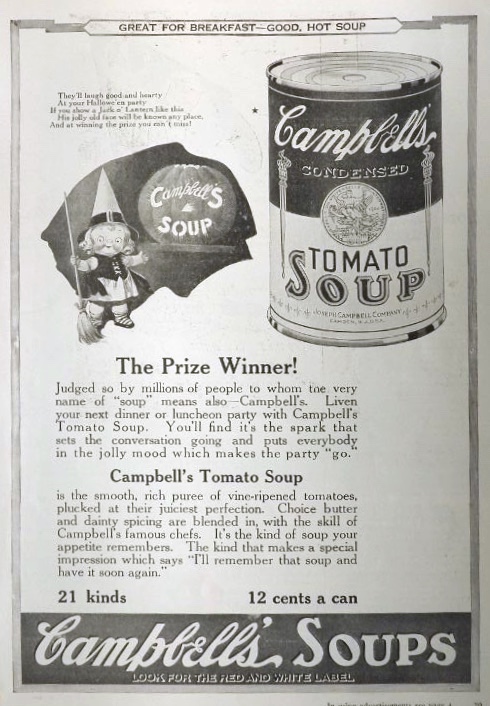 GREAT FOR BREAKFAST—GOOD, HOT SOUP
They'll laugh good and hearty
At your Hallowe'en party
If you show a Jack o' Lantern like this
His jolly old face will be known any place,
And at winning the prize you can't miss!
Campbell's
SOUP
Campbell's
CONDENSED
TOMATO
SOUP
JOSEPH CAMPBELL COMPANY
CAMDEN, N.J., U.S.A.
The Prize Winner!
Judged so by millions of people to whom the very
name of "soup" means also—Campbell's. Liven
your next dinner or luncheon party with Campbell's
Tomato Soup. You'll find it's the spark that
sets the conversation going and puts everybody
in the jolly mood which makes the party "go."
Campbell's Tomato Soup
is the smooth, rich puree of vine-ripened tomatoes,
plucked at their juiciest perfection. Choice butter
and dainty spicing are blended in, with the skill of
Campbell's famous chefs. It's the kind of soup your
appetite remembers. The kind that makes a special
impression which says "I'll remember that soup and
have it soon again."
21 kinds 12 cents a can
Campbell's SOUPS
LOOK FOR THE RED AND WHITE LABEL